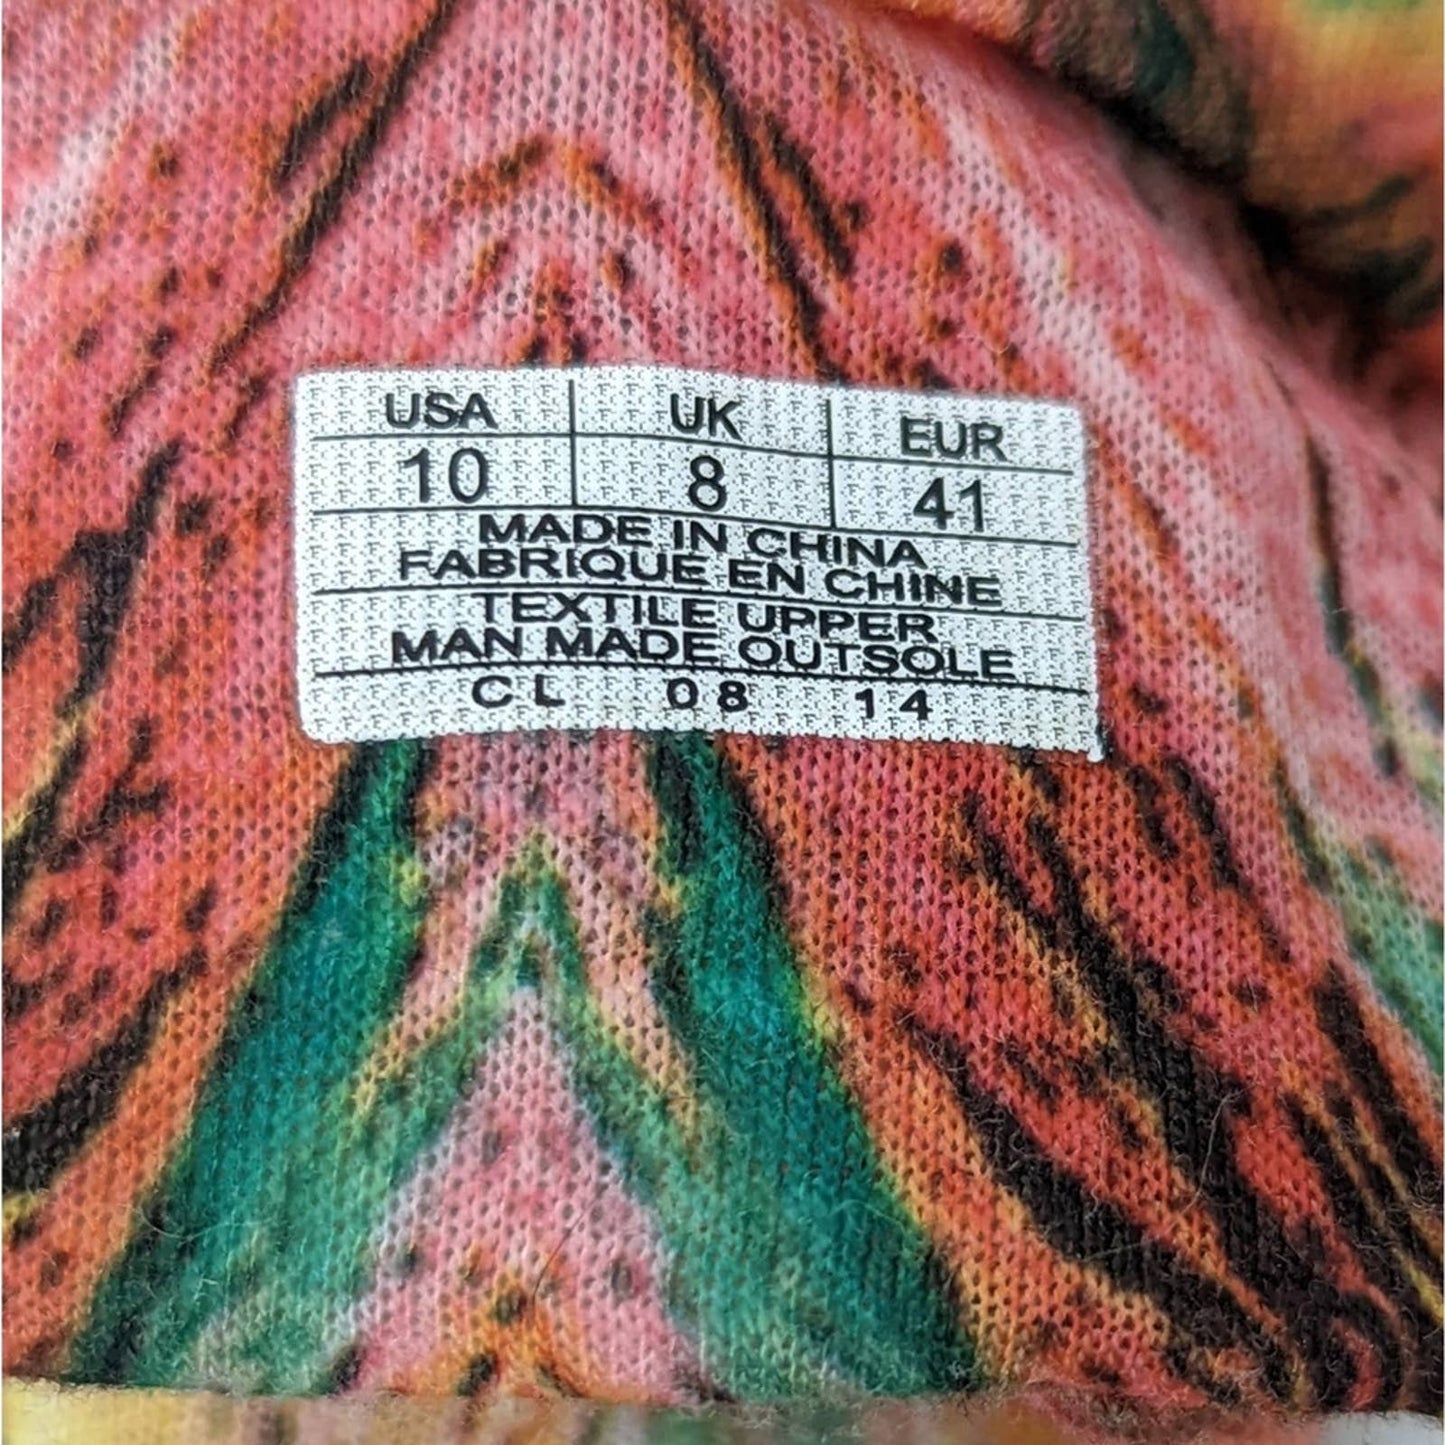 USA UK EUR
10 8 41
MADE IN CHINA
FABRIQUE EN CHINE
TEXTILE UPPER
MAN MADE OUTSOLE
CL 08 14